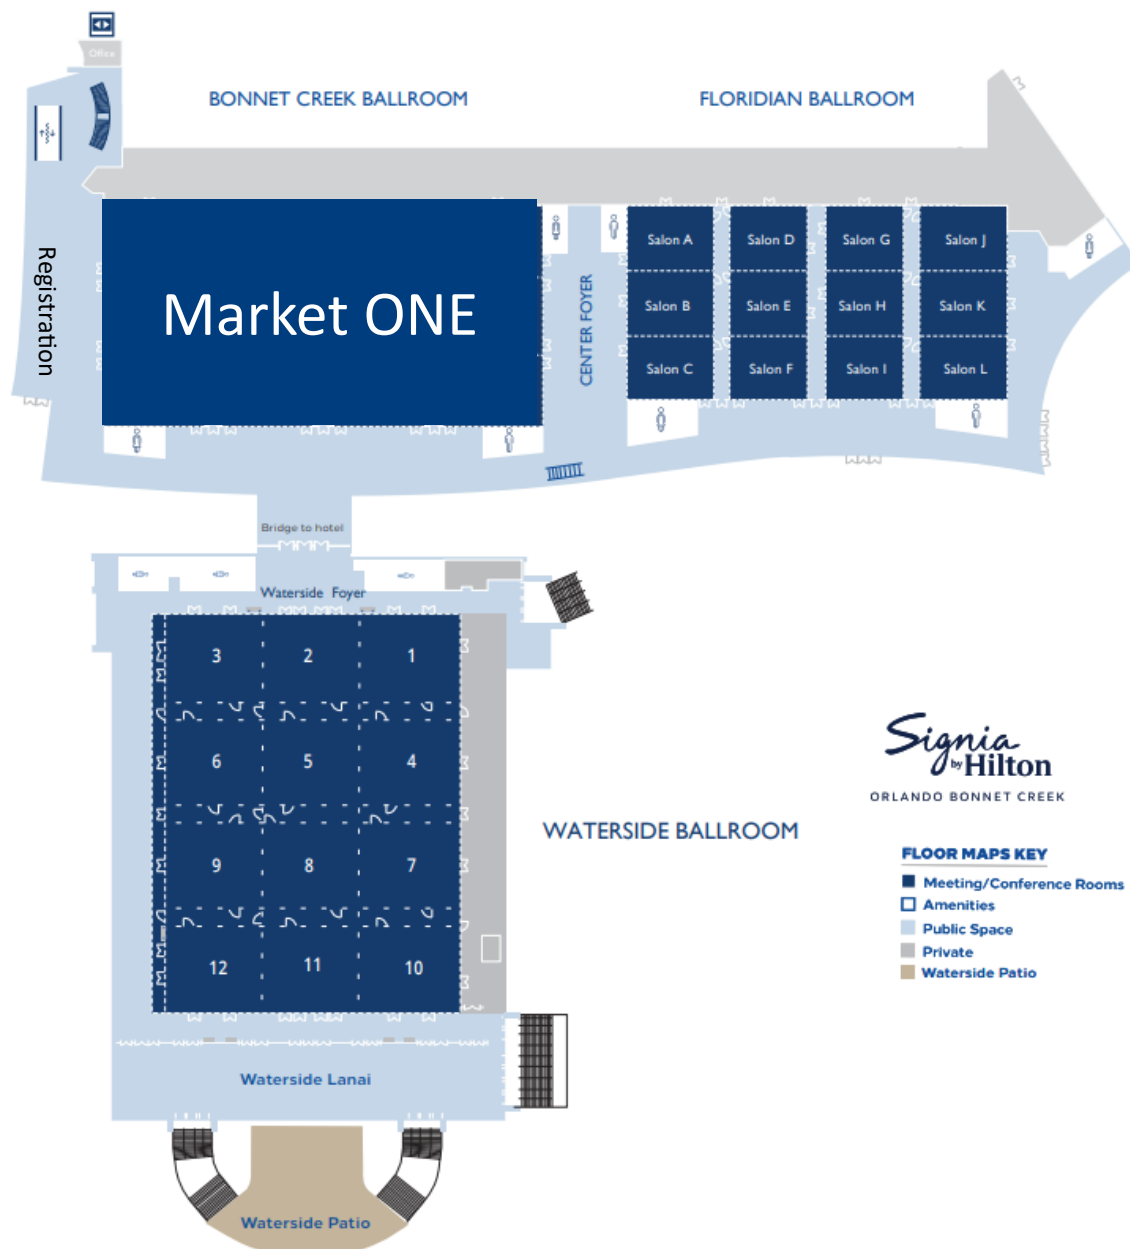 Office
BONNET CREEK BALLROOM
FLORIDIAN BALLROOM
Registration
Market ONE
CENTER FOYER
Salon A
Salon D
Salon G
Salon J
Salon B
Salon E
Salon H
Salon K
Salon C
Salon F
Salon I
Salon L
Bridge to hotel
Waterside Foyer
3
2
1
6
5
4
9
8
7
12
11
10
WATERSIDE BALLROOM
Signia
by Hilton
ORLANDO BONNET CREEK
FLOOR MAPS KEY
Meeting/Conference Rooms
Amenities
Public Space
Private
Waterside Patio
Waterside Lanai
Waterside Patio